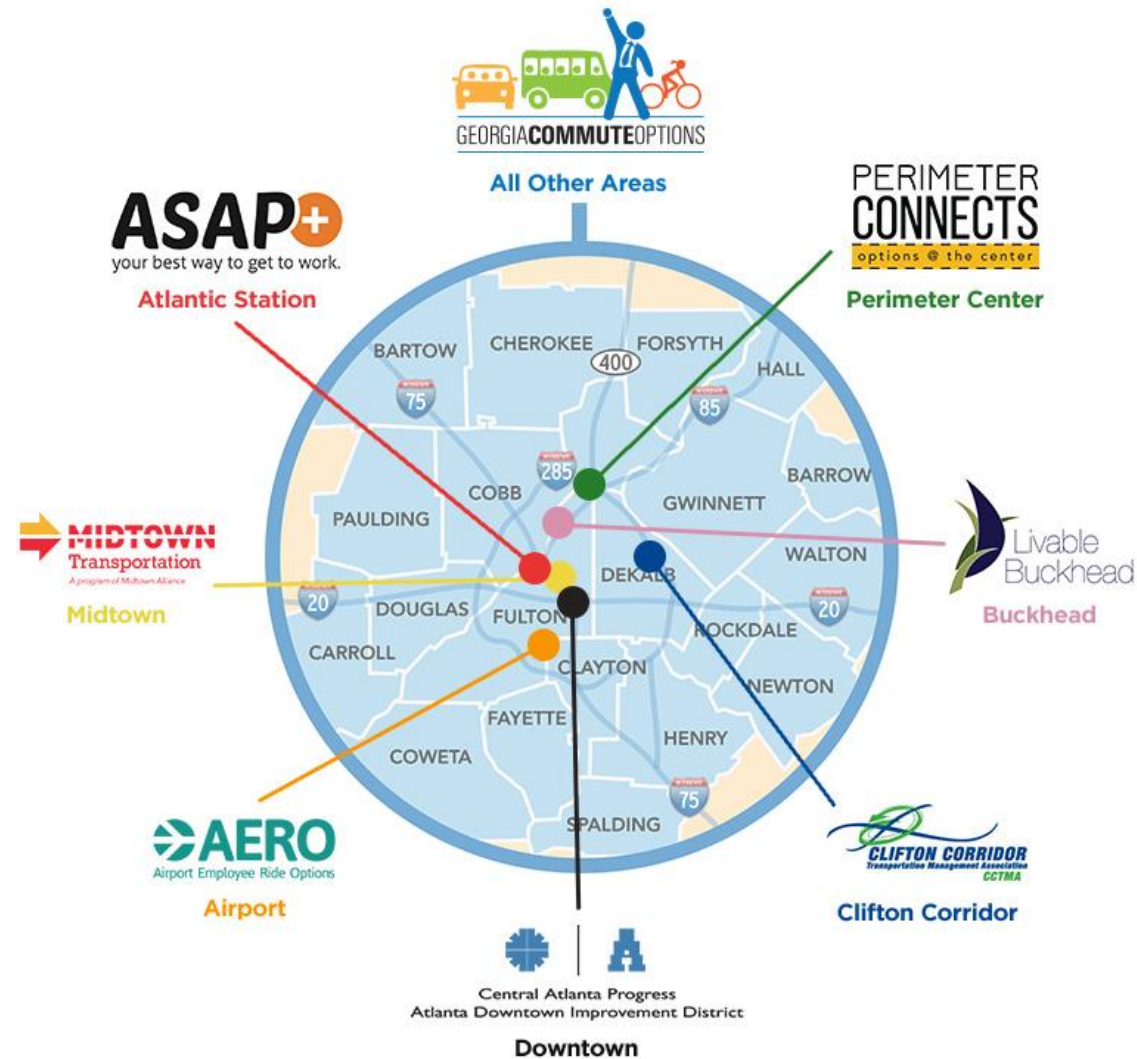 GEORGIACOMMUTEOPTIONS
All Other Areas
ASAP+
your best way to get to work.
Atlantic Station
PERIMETER
CONNECTS
options @ the center
Perimeter Center
BARTOW
CHEROKEE
FORSYTH
400
HALL
75
85
285
COBB
BARROW
GWINNETT
PAULDING
MIDTOWN
Transportation
A program of Midtown Alliance
Midtown
WALTON
Livable
Buckhead
Buckhead
DEKALB
20
DOUGLAS
FULTON
20
ROCKDALE
CARROLL
CLAYTON
NEWTON
FAYETTE
HENRY
COWETA
75
SPALDING
AERO
Airport Employee Ride Options
Airport
CLIFTON CORRIDOR
Transportation Management Association
CCTMA
Clifton Corridor
Central Atlanta Progress
Atlanta Downtown Improvement District
Downtown